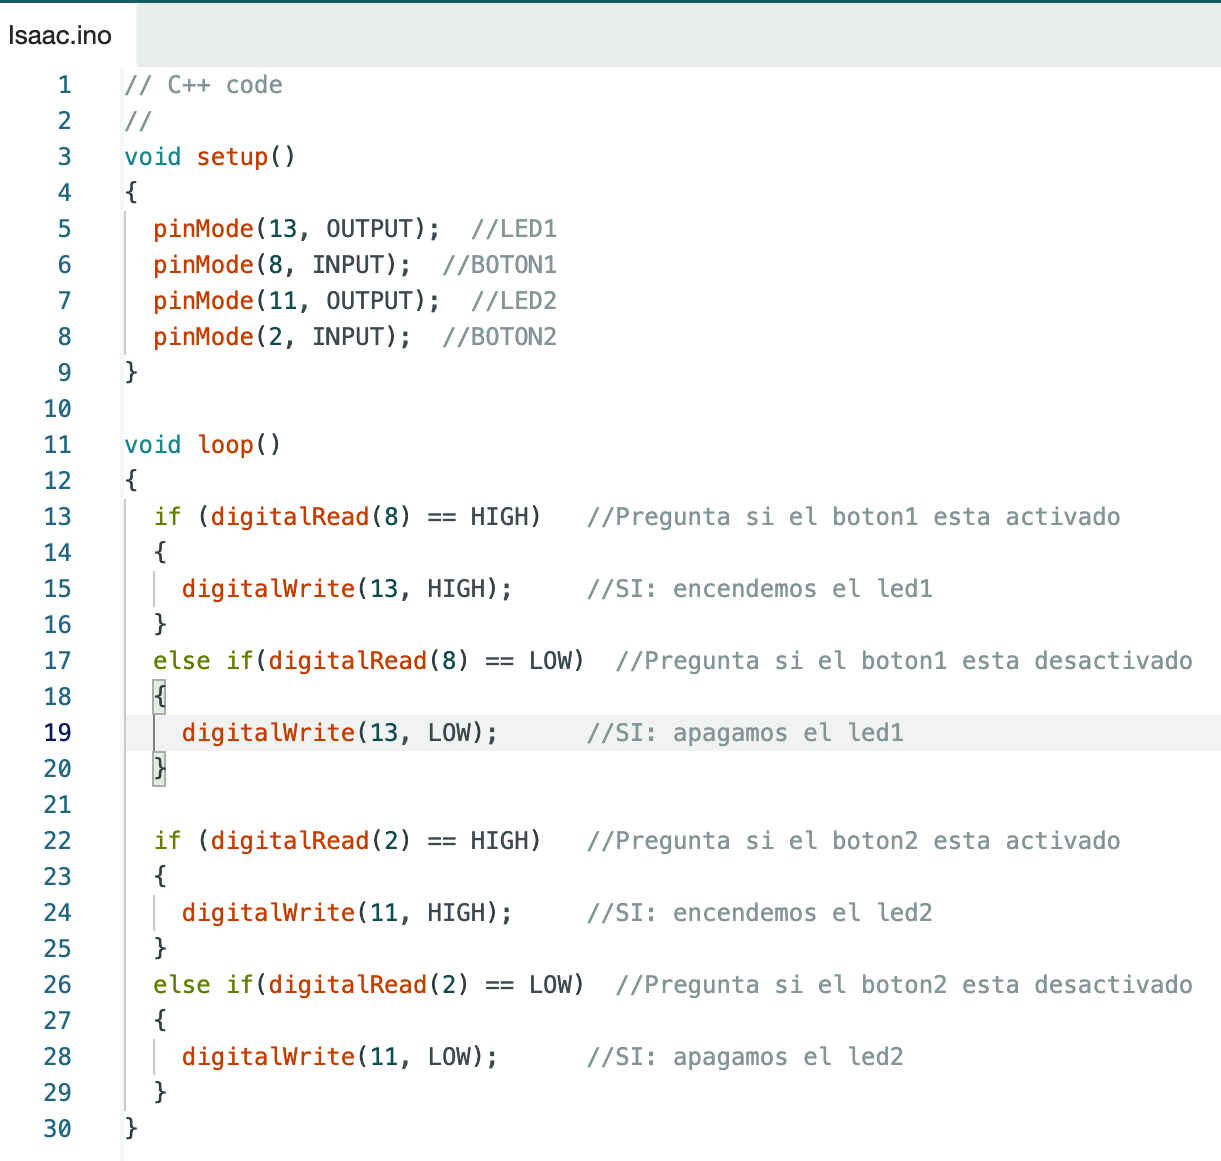 Isaac.ino
1 // C++ code
2 //
3 void setup()
4 {
5   pinMode(13, OUTPUT);  //LED1
6   pinMode(8, INPUT);  //BOTON1
7   pinMode(11, OUTPUT);  //LED2
8   pinMode(2, INPUT);  //BOTON2
9 }
10
11 void loop()
12 {
13   if (digitalRead(8) == HIGH)   //Pregunta si el boton1 esta activado
14   {
15     digitalWrite(13, HIGH);     //SI: encendemos el led1
16   }
17   else if(digitalRead(8) == LOW)  //Pregunta si el boton1 esta desactivado
18   {
19     digitalWrite(13, LOW);      //SI: apagamos el led1
20   }
21
22   if (digitalRead(2) == HIGH)   //Pregunta si el boton2 esta activado
23   {
24     digitalWrite(11, HIGH);     //SI: encendemos el led2
25   }
26   else if(digitalRead(2) == LOW)  //Pregunta si el boton2 esta desactivado
27   {
28     digitalWrite(11, LOW);      //SI: apagamos el led2
29   }
30 }